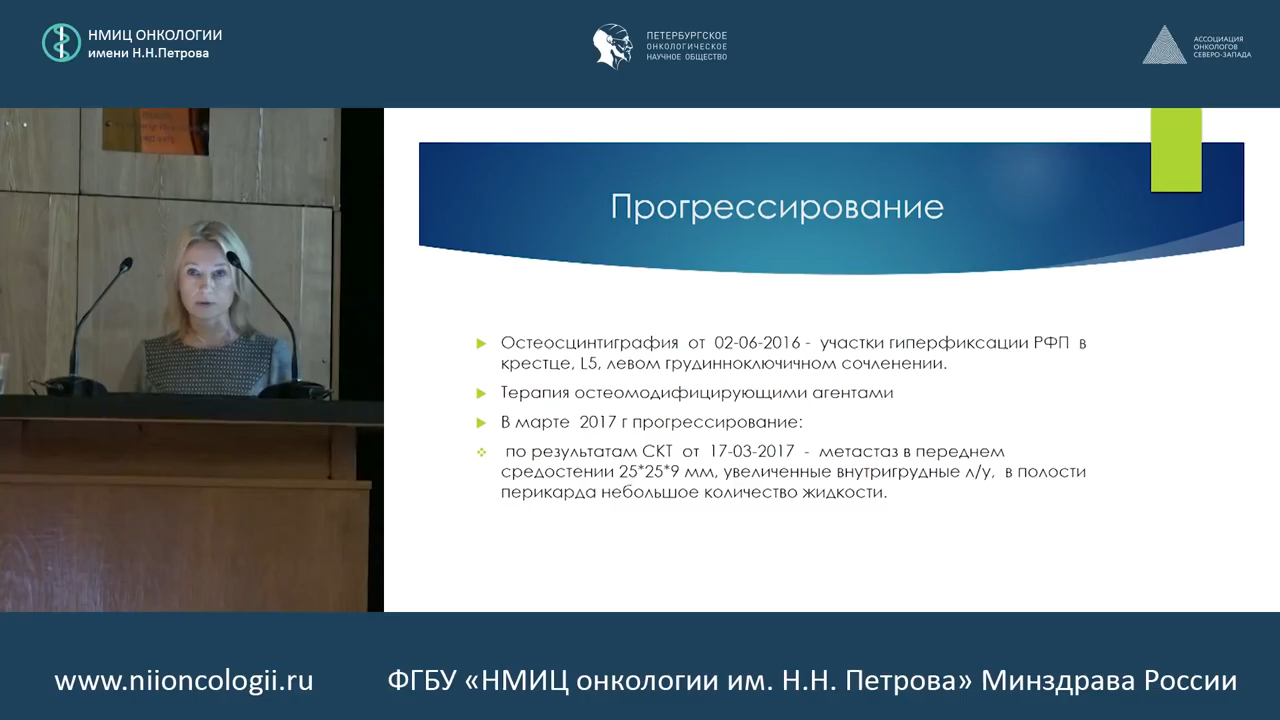 НМИЦ ОНКОЛОГИИ
имени Н.Н.Петрова
ПЕТЕРБУРГСКОЕ
ОНКОЛОГИЧЕСКОЕ
НАУЧНОЕ ОБЩЕСТВО
АССОЦИАЦИЯ
ОНКОЛОГОВ
СЕВЕРО-ЗАПАДА
Прогрессирование
Остеосцинтиграфия от 02-06-2016 - участки гиперфиксации РФП в
крестце, L5, левом грудинноключичном сочленении.
Терапия остеомодифицирующими агентами
В марте 2017 г прогрессирование:
по результатам СКТ от 17-03-2017 - метастаз в переднем
средостении 25*25*9 мм, увеличенные внутригрудные л/у, в полости
перикарда небольшое количество жидкости.
www.niioncologii.ru
ФГБУ «НМИЦ онкологии им. Н.Н. Петрова» Минздрава России